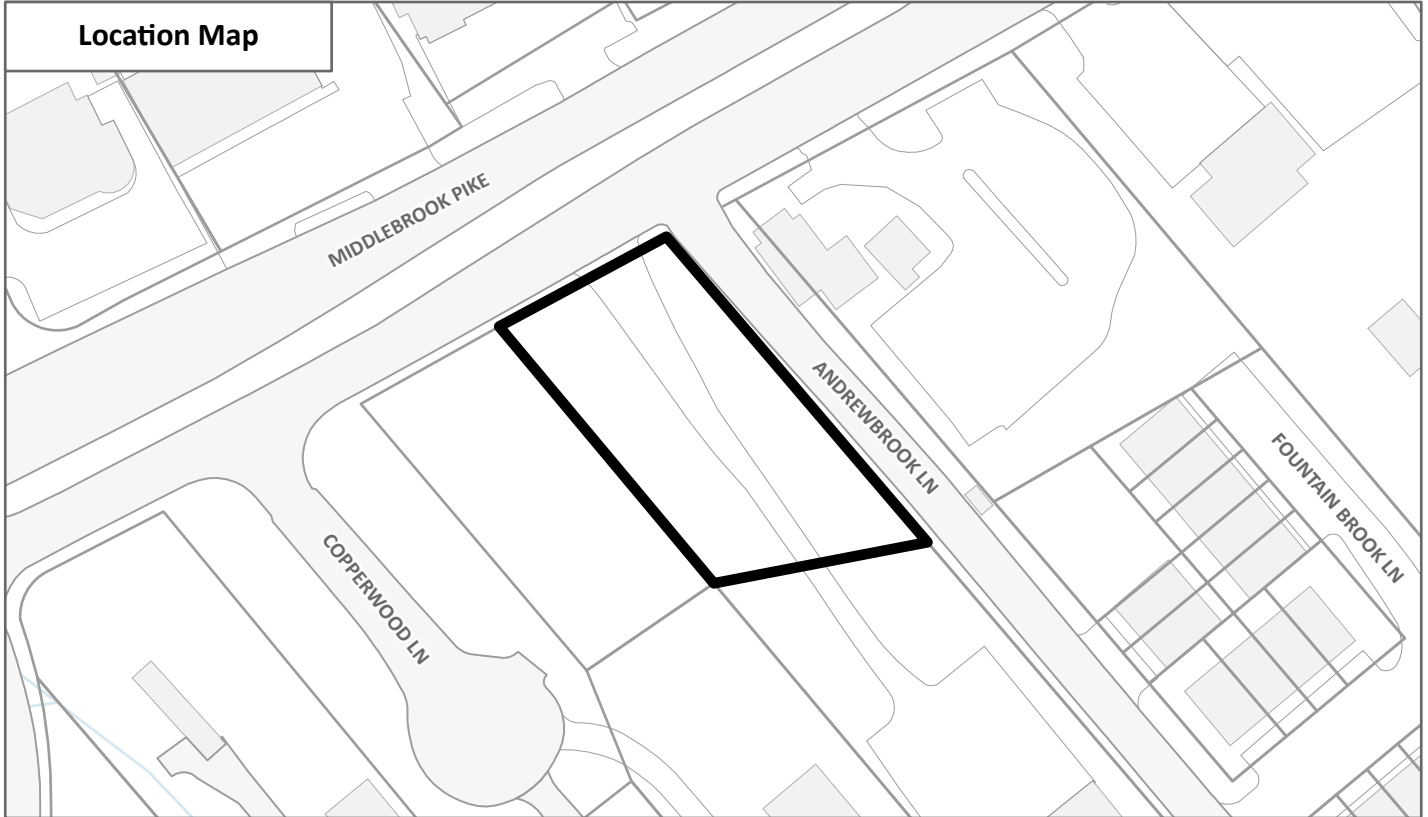 Location Map
MIDDLEBROOK PIKE
ANDREWBROOK LN
FOUNTAIN BROOK LN
COPPERWOOD LN